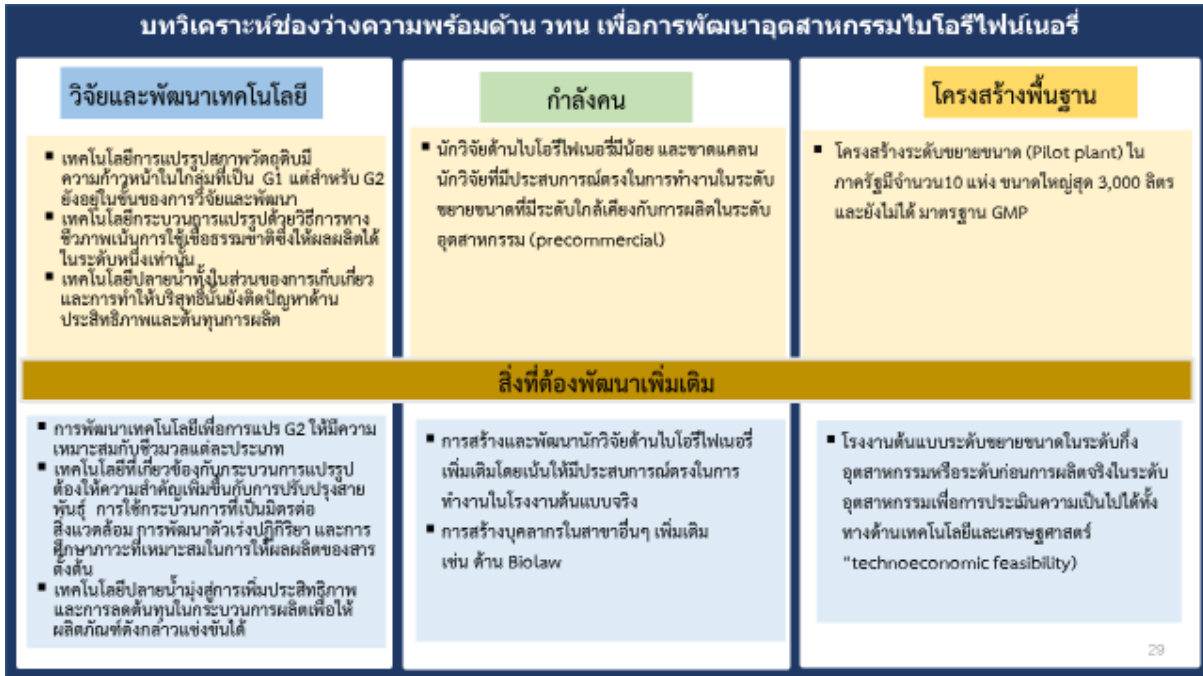 บทวิเคราะห์ช่องว่างความพร้อมด้าน วทน เพื่อการพัฒนาอุตสาหกรรมไบโอรีไฟน์เนอรี่
วิจัยและพัฒนาเทคโนโลยี
▪ เทคโนโลยีการแปรรูปสภาพวัตถุดิบมี
ความก้าวหน้าในไกลุ่มที่เป็น G1 แต่สำหรับ G2
ยังอยู่ในขั้นของการวิจัยและพัฒนา
▪ เทคโนโลยีกระบวนการแปรรูปด้วยวิธีการทาง
ชีวภาพเน้นการใช้เชื้อธรรมชาติซึ่งให้ผลผลิตได้
ในระดับหนึ่งเท่านั้น
▪ เทคโนโลยีปลายน้ำทั้งในส่วนของการเก็บเกี่ยว
และการทำให้บริสุทธิ์นั้นยังติดปัญหาด้าน
ประสิทธิภาพและต้นทุนการผลิต
กำลังคน
▪ นักวิจัยด้านไบโอรีไฟเนอรี่มีน้อย และขาดแคลน
นักวิจัยที่มีประสบการณ์ตรงในการทำงานในระดับ
ขยายขนาดที่มีระดับใกล้เคียงกับการผลิตในระดับ
อุตสาหกรรม (precommercial)
โครงสร้างพื้นฐาน
▪ โครงสร้างระดับขยายขนาด (Pilot plant) ใน
ภาครัฐมีจำนวน10 แห่ง ขนาดใหญ่สุด 3,000 ลิตร
และยังไม่ได้ มาตรฐาน GMP
สิ่งที่ต้องพัฒนาเพิ่มเติม
▪ การพัฒนาเทคโนโลยีเพื่อการแปร G2 ให้มีความ
เหมาะสมกับชีวมวลแต่ละประเภท
▪ เทคโนโลยีที่เกี่ยวข้องกับกระบวนการแปรรูป
ต้องให้ความสำคัญเพิ่มขึ้นกับการปรับปรุงสาย
พันธุ์ การใช้กระบวนการที่เป็นมิตรต่อ
สิ่งแวดล้อม การพัฒนาตัวเร่งปฏิกิริยา และการ
ศึกษาภาวะที่เหมาะสมในการให้ผลผลิตของสาร
ตั้งต้น
▪ เทคโนโลยีปลายน้ำมุ่งสู่การเพิ่มประสิทธิภาพ
และการลดต้นทุนในกระบวนการผลิตเพื่อให้
ผลิตภัณฑ์ดังกล่าวแข่งขันได้
▪ การสร้างและพัฒนานักวิจัยด้านไบโอรีไฟเนอรี่
เพิ่มเติมโดยเน้นให้มีประสบการณ์ตรงในการ
ทำงานในโรงงานต้นแบบจริง
▪ การสร้างบุคลากรในสาขาอื่นๆ เพิ่มเติม
เช่น ด้าน Biolaw
▪ โรงงานต้นแบบระดับขยายขนาดในระดับกึ่ง
อุตสาหกรรมหรือระดับก่อนการผลิตจริงในระดับ
อุตสาหกรรมเพื่อการประเมินความเป็นไปได้ทั้ง
ทางด้านเทคโนโลยีและเศรษฐศาสตร์
"technoeconomic feasibility)
29